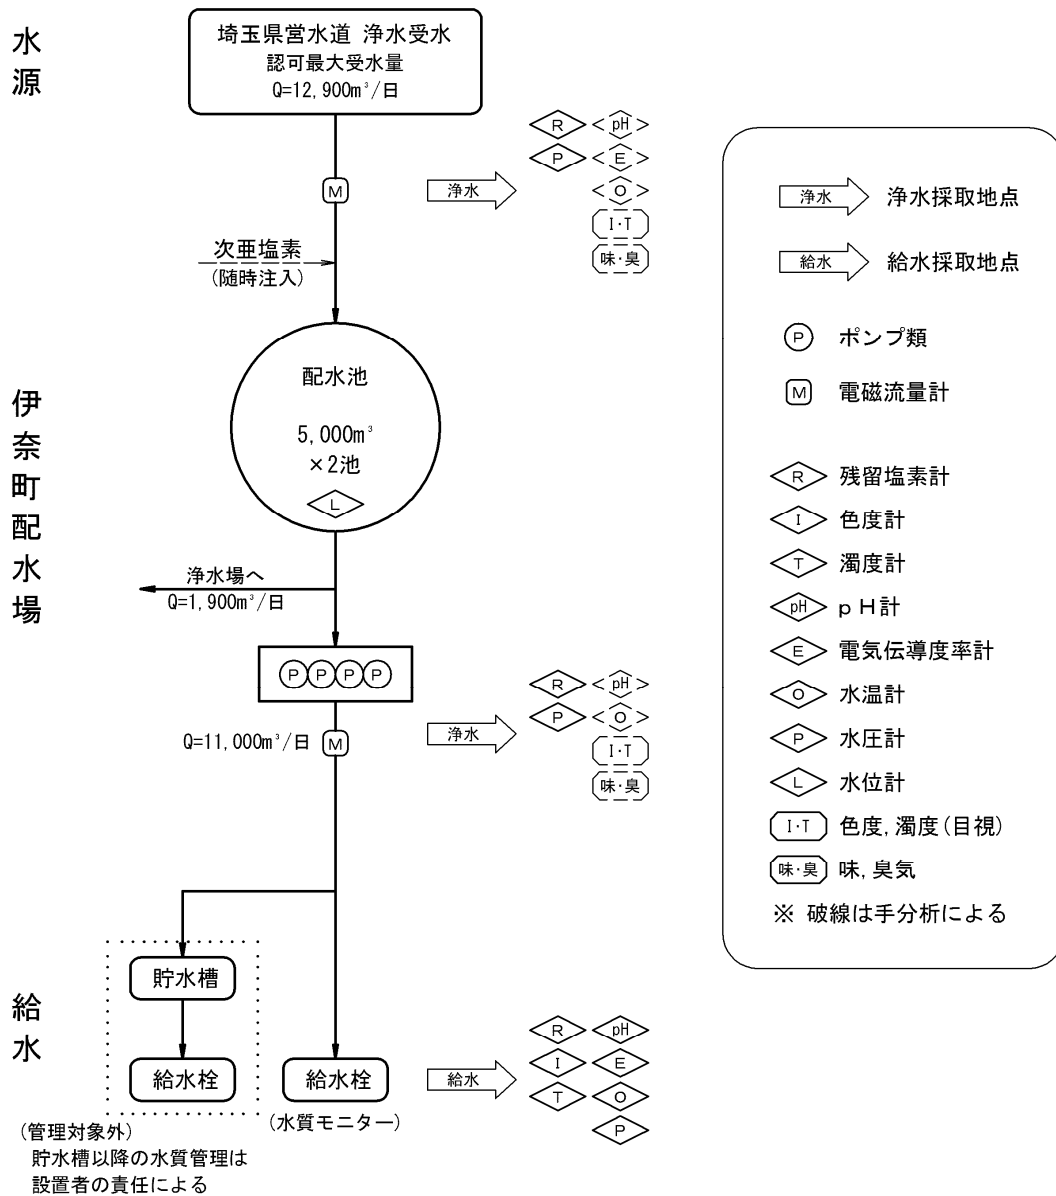 水源
埼玉県営水道 浄水受水
認可最大受水量
Q=12,900m³/日
M
浄水
R pH
P E
O
I・T
味・臭
次亜塩素
(随時注入)
伊奈町配水場
配水池
5,000m³
×2池
L
浄水場へ
Q=1,900m³/日
P P P P
Q=11,000m³/日 M
浄水
R pH
P O
I・T
味・臭
給水
貯水槽
給水栓
給水栓
(水質モニター)
給水
R pH
I E
T O
P
(管理対象外)
貯水槽以降の水質管理は
設置者の責任による
浄水 浄水採取地点
給水 給水採取地点
P ポンプ類
M 電磁流量計
R 残留塩素計
I 色度計
T 濁度計
pH pH計
E 電気伝導度率計
O 水温計
P 水圧計
L 水位計
I・T 色度,濁度(目視)
味・臭 味,臭気
※ 破線は手分析による